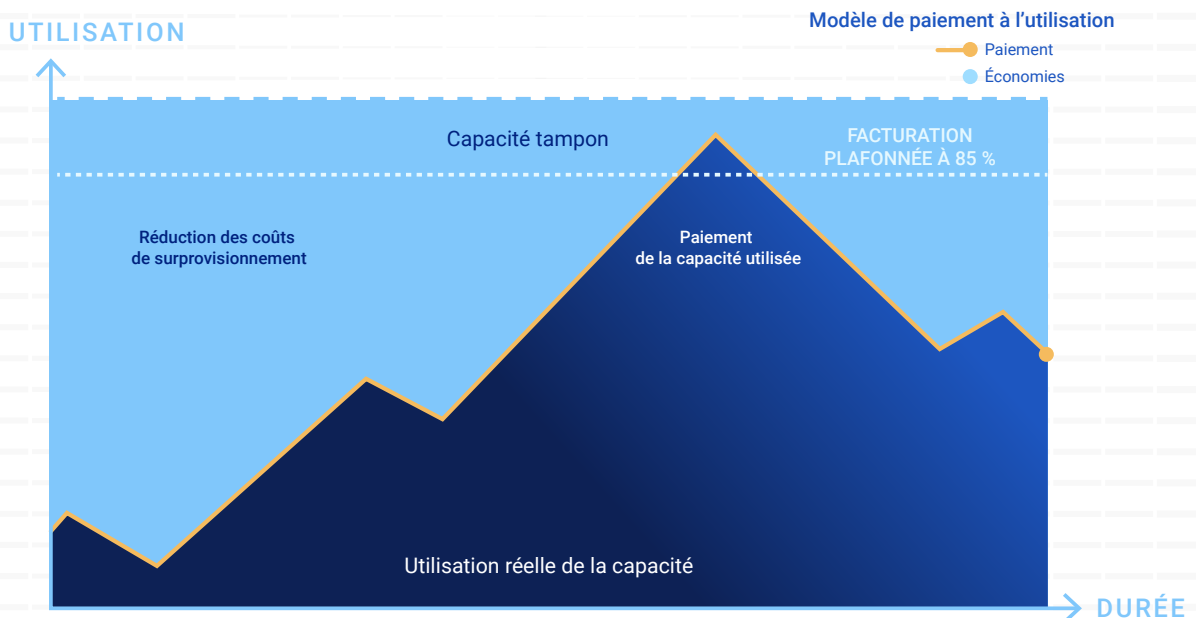 UTILISATION
Modèle de paiement à l’utilisation
Paiement
Économies
Capacité tampon
FACTURATION
PLAFONNÉE À 85 %
Réduction des coûts
de surprovisionnement
Paiement
de la capacité utilisée
Utilisation réelle de la capacité
DURÉE